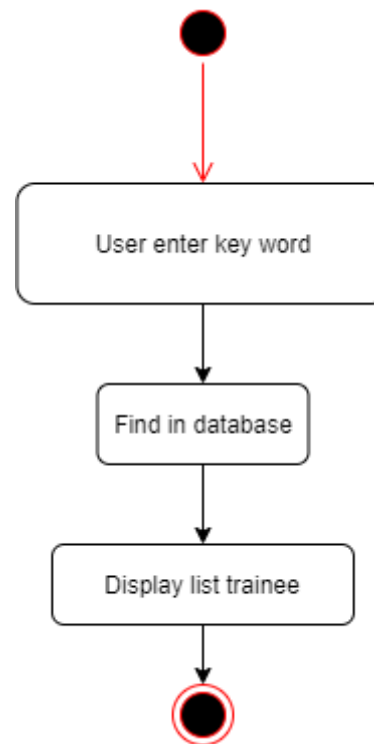 User enter key word
Find in database
Display list trainee